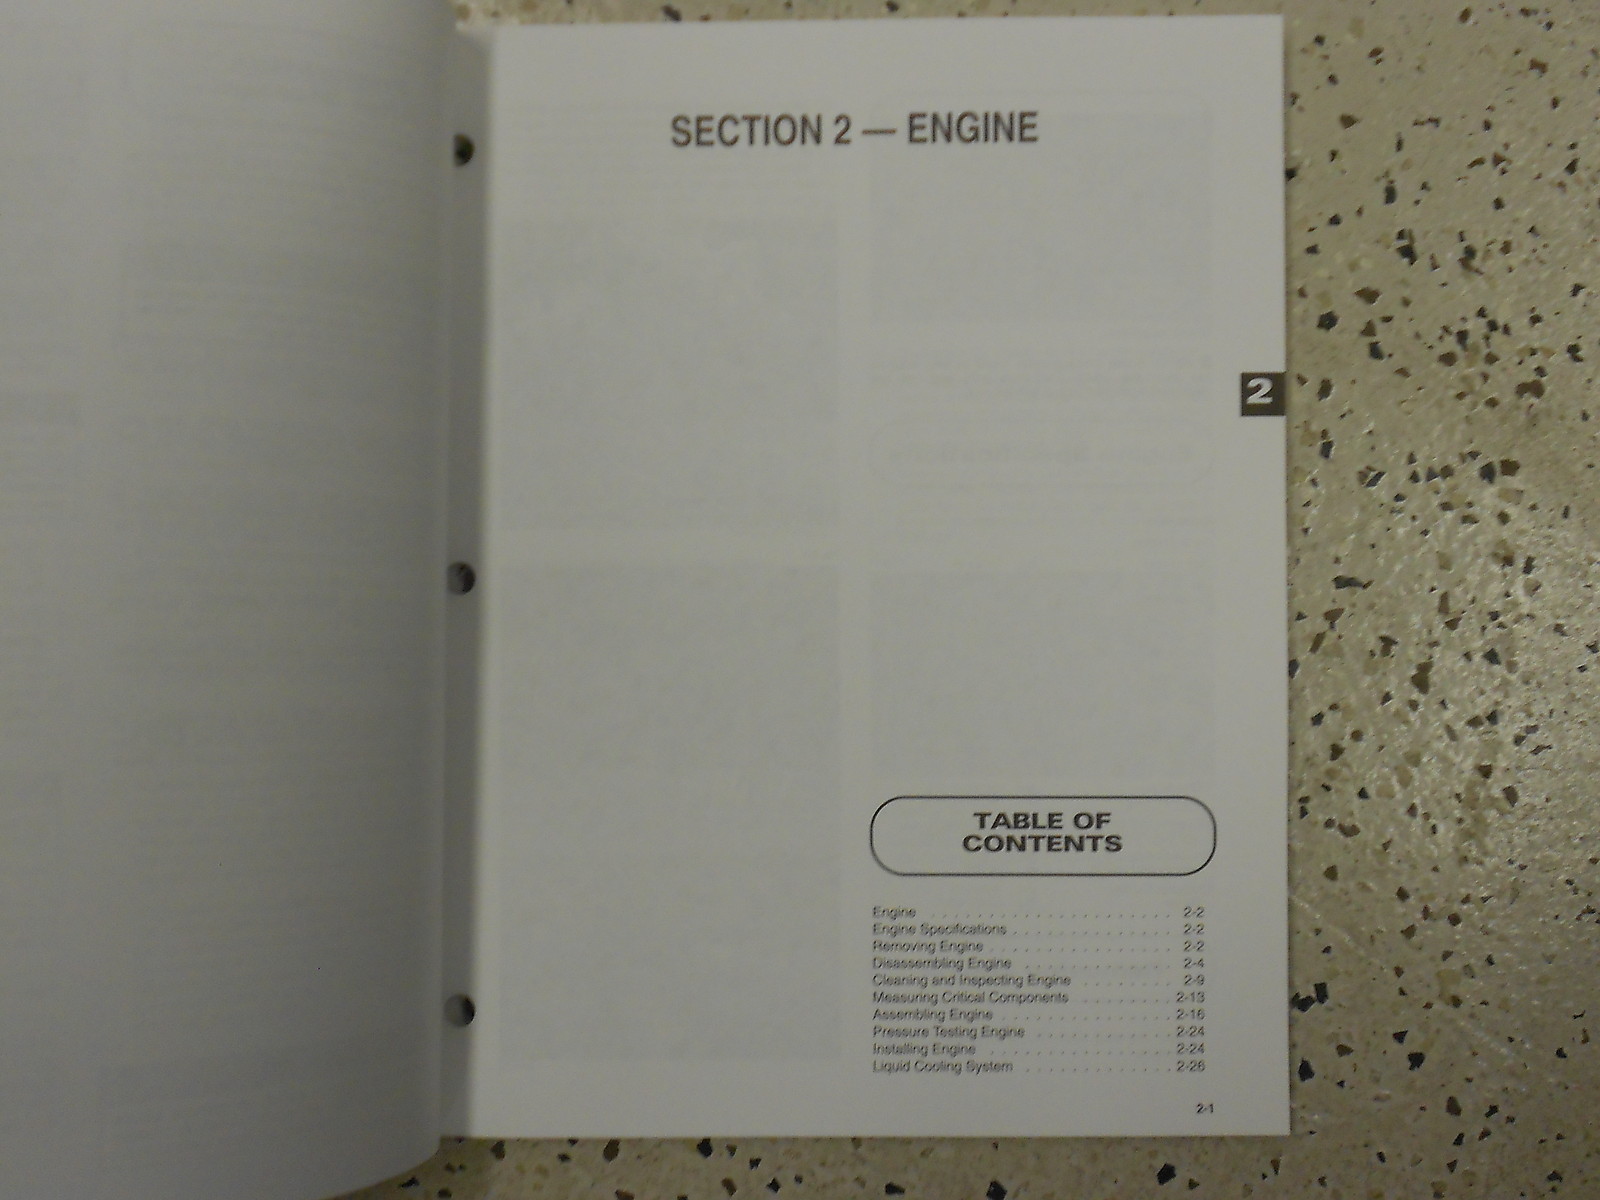 SECTION 2 — ENGINE
2
TABLE OF
CONTENTS
Engine . . . . . . . . . . . . . . . . . . . . . . 2-2
Engine Specifications . . . . . . . . . . . . . . 2-2
Removing Engine . . . . . . . . . . . . . . . . 2-2
Disassembling Engine . . . . . . . . . . . . . 2-4
Cleaning and Inspecting Engine . . . . . . . . 2-9
Measuring Critical Components . . . . . . . . 2-13
Assembling Engine . . . . . . . . . . . . . . . 2-16
Pressure Testing Engine . . . . . . . . . . . . 2-24
Installing Engine . . . . . . . . . . . . . . . . 2-24
Liquid Cooling System . . . . . . . . . . . . . 2-26
2-1